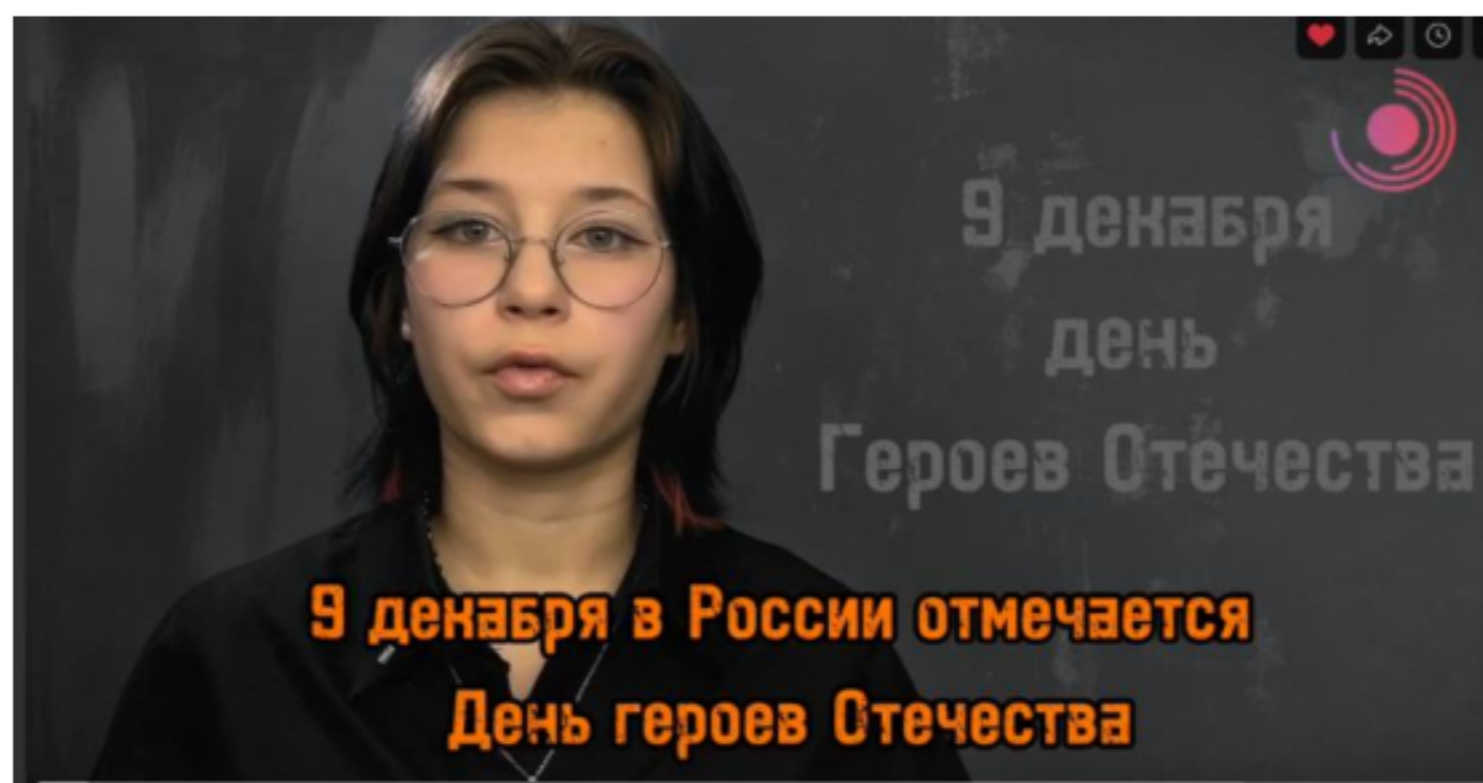 9 декабря
день
Героев Отечества
9 декабря в России отмечается
День героев Отечества